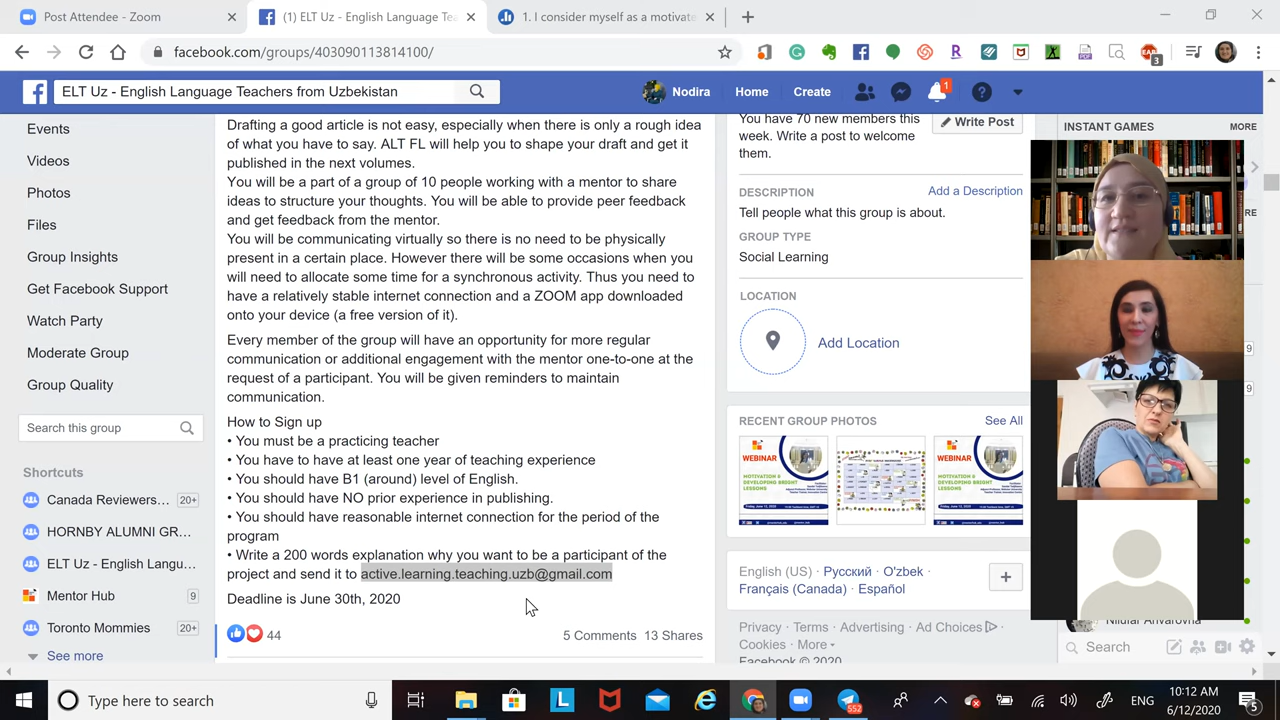 Post Attendee - Zoom
(1) ELT Uz - English Language Tea
1. I consider myself as a motivate
facebook.com/groups/403090113814100/
3
ELT Uz - English Language Teachers from Uzbekistan
Nodira
Home
Create
1
Events
Videos
Photos
Files
Group Insights
Get Facebook Support
Watch Party
Moderate Group
Group Quality
Search this group
Shortcuts
Canada Reviewers... 20+
HORNBY ALUMNI GR...
ELT Uz - English Langu...
Mentor Hub 9
Toronto Mommies 20+
See more
Drafting a good article is not easy, especially when there is only a rough idea
of what you have to say. ALT FL will help you to shape your draft and get it
published in the next volumes.
You will be a part of a group of 10 people working with a mentor to share
ideas to structure your thoughts. You will be able to provide peer feedback
and get feedback from the mentor.
You will be communicating virtually so there is no need to be physically
present in a certain place. However there will be some occasions when you
will need to allocate some time for a synchronous activity. Thus you need to
have a relatively stable internet connection and a ZOOM app downloaded
onto your device (a free version of it).
Every member of the group will have an opportunity for more regular
communication or additional engagement with the mentor one-to-one at the
request of a participant. You will be given reminders to maintain
communication.
How to Sign up
• You must be a practicing teacher
• You have to have at least one year of teaching experience
• You should have B1 (around) level of English.
• You should have NO prior experience in publishing.
• You should have reasonable internet connection for the period of the
program
• Write a 200 words explanation why you want to be a participant of the
project and send it to active.learning.teaching.uzb@gmail.com
Deadline is June 30th, 2020
44
5 Comments 13 Shares
You have 70 new members this
week. Write a post to welcome
them.
Write Post
DESCRIPTION
Add a Description
Tell people what this group is about.
GROUP TYPE
Social Learning
LOCATION
Add Location
RECENT GROUP PHOTOS
See All
WEBINAR
MOTIVATION &
DEVELOPING BRIGHT
LESSONS
WEBINAR
MOTIVATION &
DEVELOPING BRIGHT
LESSONS
English (US) · Русский · O'zbek ·
Français (Canada) · Español
Privacy · Terms · Advertising · Ad Choices ·
Cookies · More
Facebook © 2020
INSTANT GAMES
MORE
RE
9
9
Search
Type here to search
552
ENG
10:12 AM
6/12/2020
5